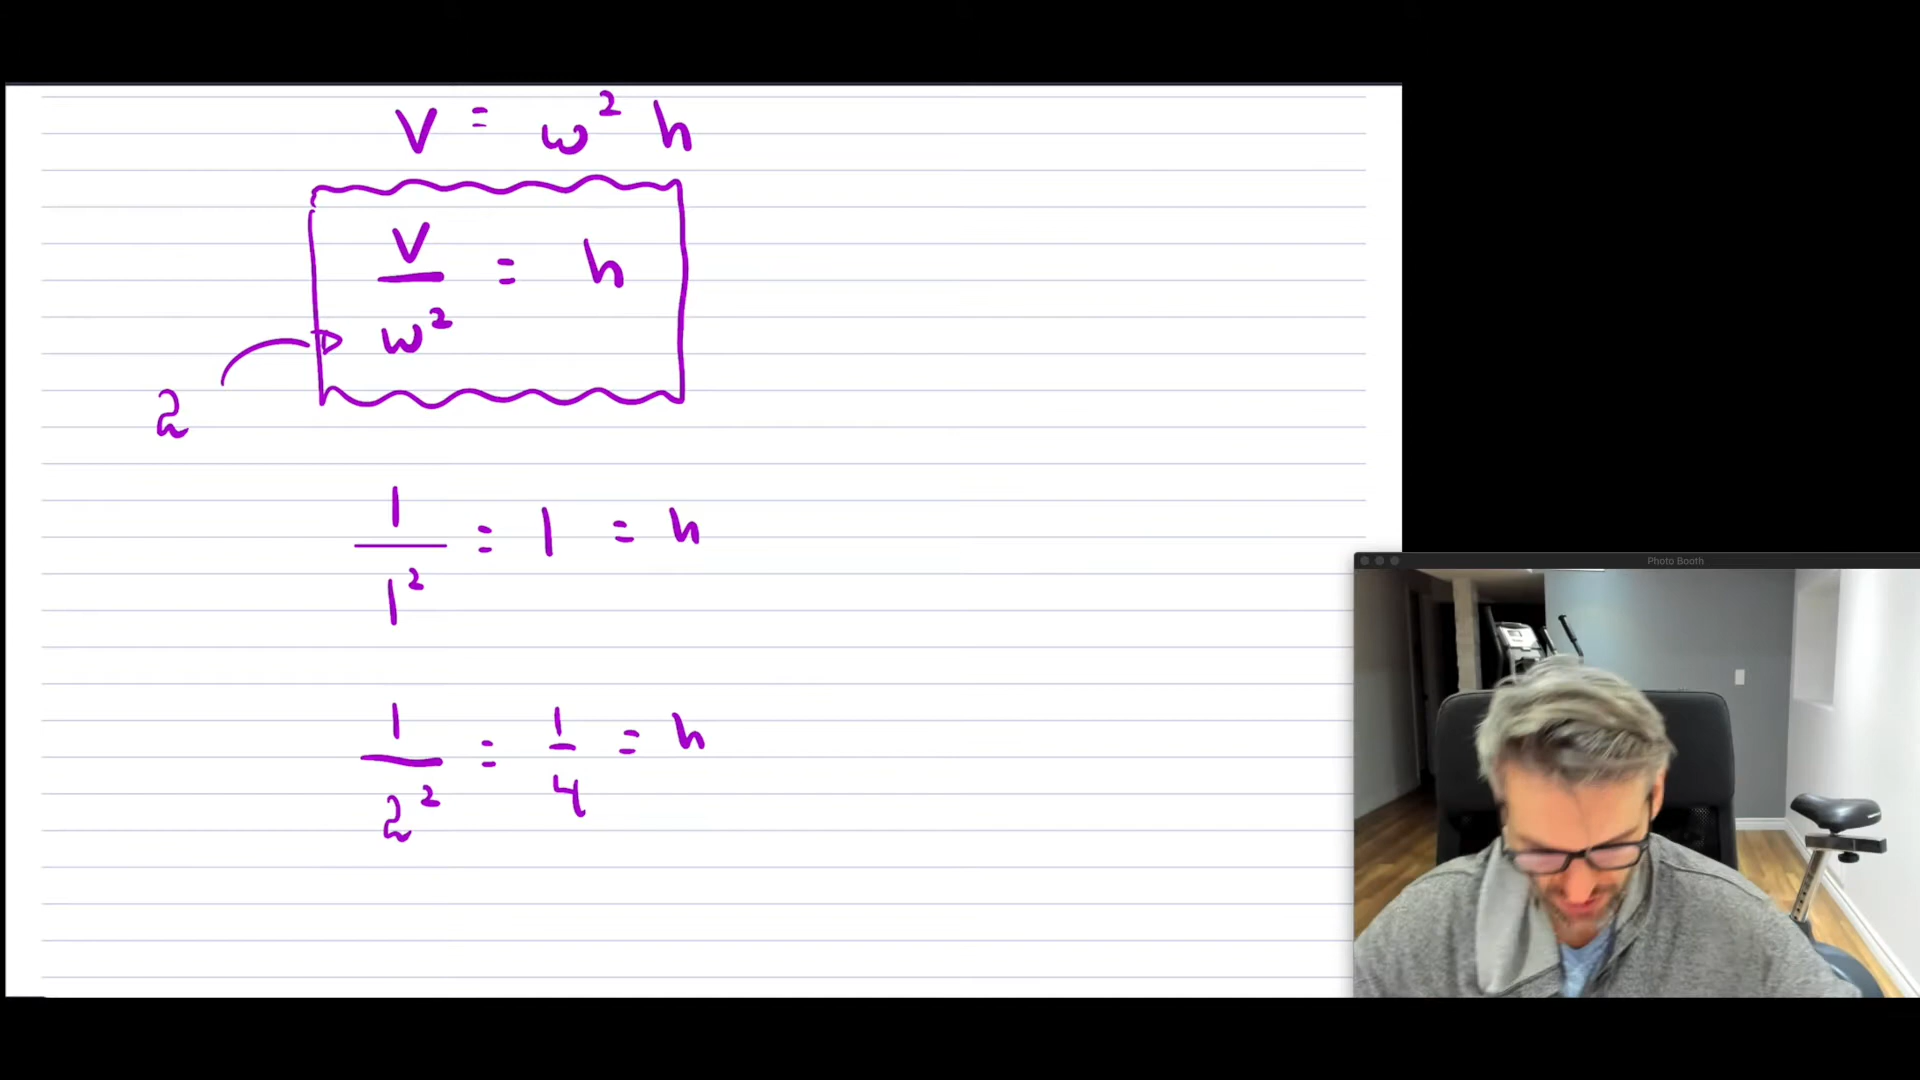 V = w² h
V/w² = h
2
1/1² = 1 = h
1/2² = 1/4 = h
Photo Booth